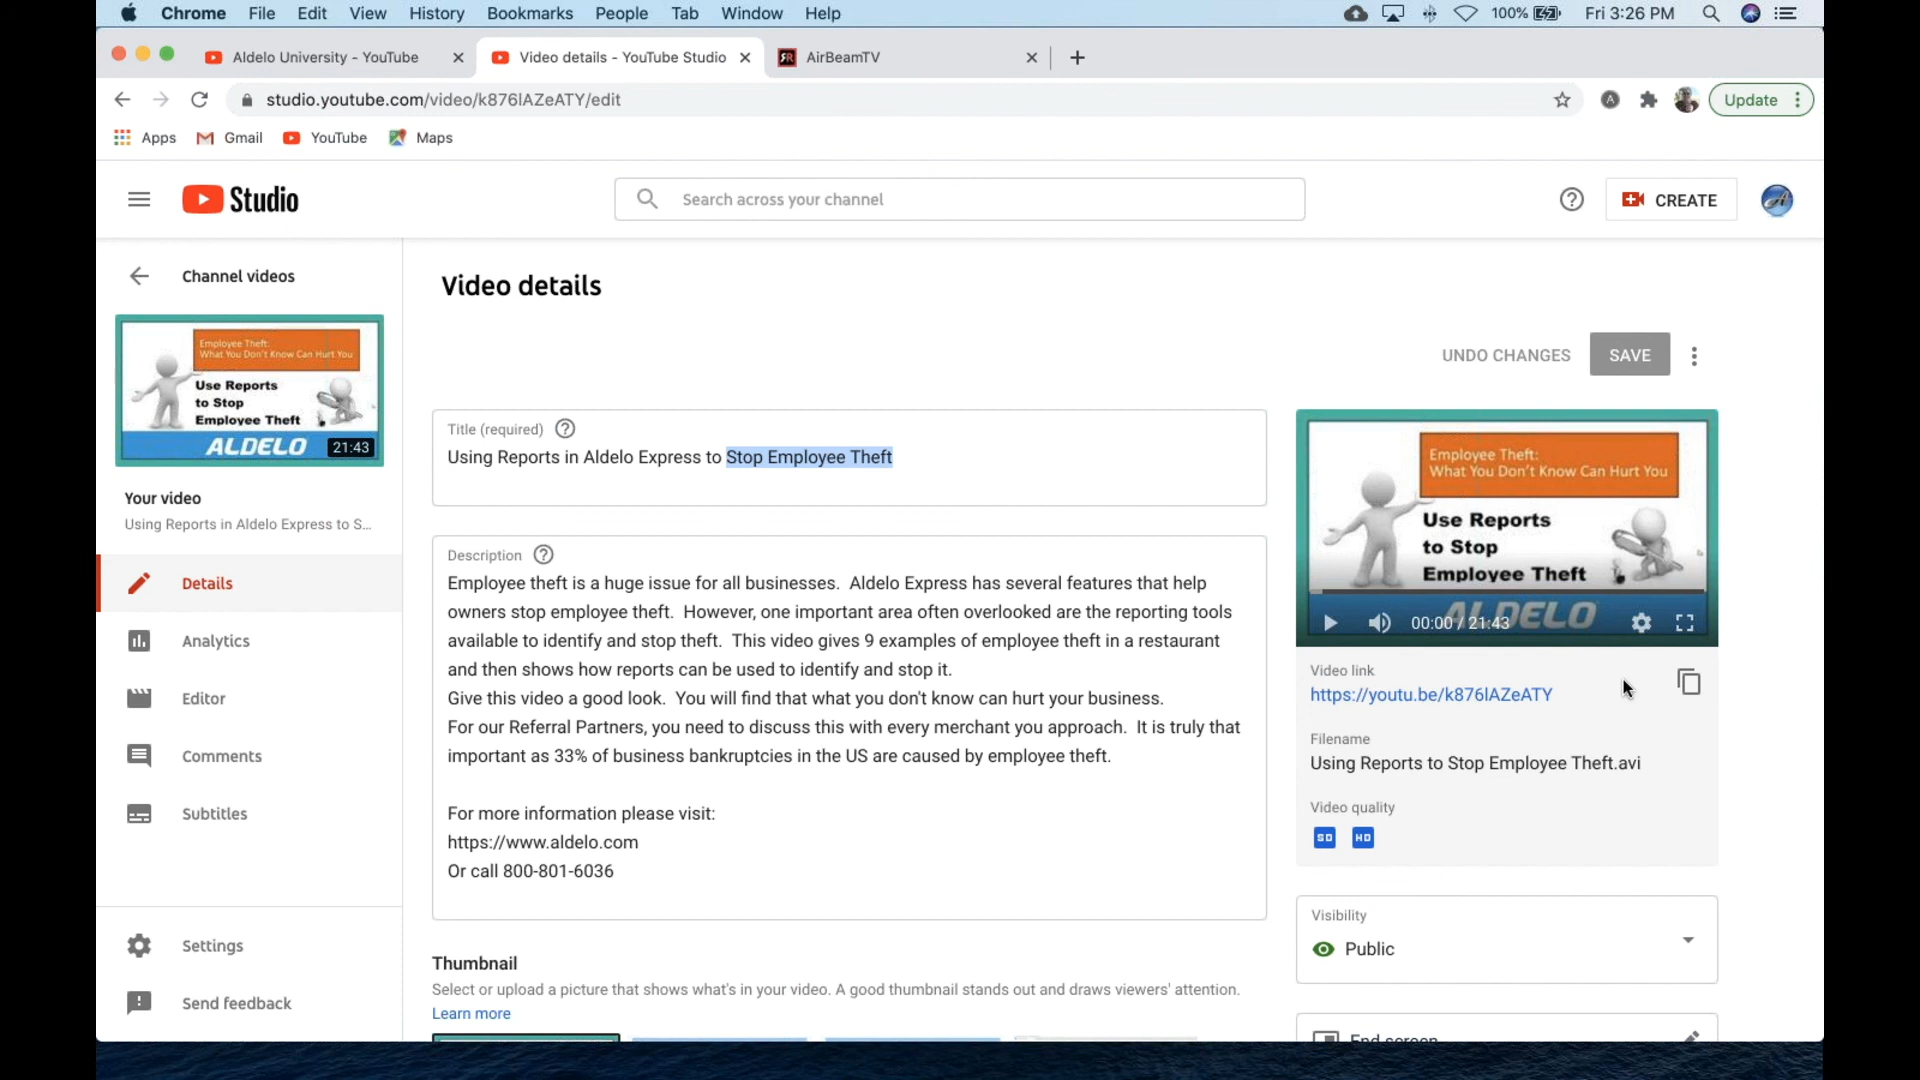 Chrome File Edit View History Bookmarks People Tab Window Help 100% Fri 3:26 PM
Aldelo University - YouTube Video details - YouTube Studio AirBeamTV
studio.youtube.com/video/k876lAZeATY/edit Update
Apps Gmail YouTube Maps
Studio Search across your channel CREATE
Channel videos
Video details
Employee Theft:
What You Don't Know Can Hurt You
Use Reports
to Stop
Employee Theft
ALDELO 21:43
UNDO CHANGES SAVE
Title (required)
Using Reports in Aldelo Express to Stop Employee Theft
Your video
Using Reports in Aldelo Express to S...
Details
Analytics
Editor
Comments
Subtitles
Settings
Send feedback
Description
Employee theft is a huge issue for all businesses.  Aldelo Express has several features that help
owners stop employee theft.  However, one important area often overlooked are the reporting tools
available to identify and stop theft.  This video gives 9 examples of employee theft in a restaurant
and then shows how reports can be used to identify and stop it.
Give this video a good look.  You will find that what you don't know can hurt your business.
For our Referral Partners, you need to discuss this with every merchant you approach.  It is truly that
important as 33% of business bankruptcies in the US are caused by employee theft.
For more information please visit:
https://www.aldelo.com
Or call 800-801-6036
Thumbnail
Select or upload a picture that shows what's in your video. A good thumbnail stands out and draws viewers' attention.
Learn more
Employee Theft:
What You Don't Know Can Hurt You
Use Reports
to Stop
Employee Theft
ALDELO
00:00 / 21:43
Video link
https://youtu.be/k876lAZeATY
Filename
Using Reports to Stop Employee Theft.avi
Video quality
SD HD
Visibility
Public
End screen